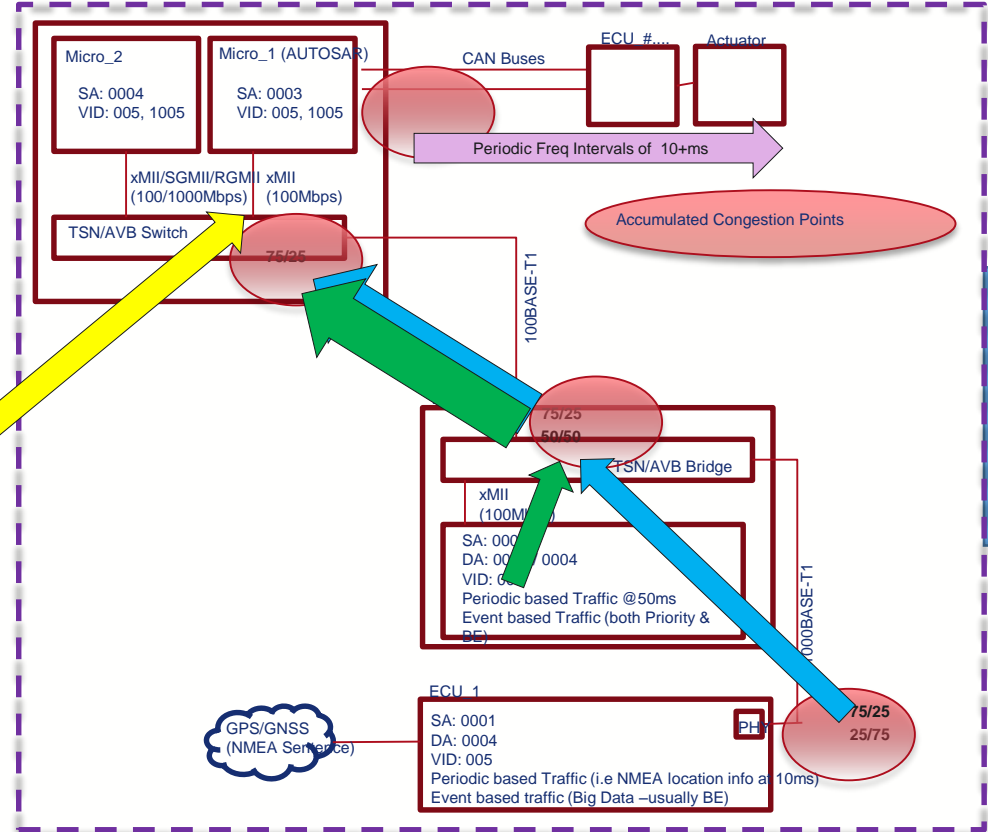 Micro_2
SA: 0004
VID: 005, 1005
Micro_1 (AUTOSAR)
SA: 0003
VID: 005, 1005
CAN Buses
ECU_#....
Actuator
Periodic Freq Intervals of 10+ms
xMII/SGMII/RGMII
(100/1000Mbps)
xMII
(100Mbps)
Accumulated Congestion Points
TSN/AVB Switch
75/25
100BASE-T1
75/25
50/50
TSN/AVB Bridge
xMII
SA:
DA: 0004
VID:
Periodic based Traffic @50ms
Event based Traffic (both Priority &
BE)
000BASE-T1
ECU_1
SA: 0001
DA: 0004
VID: 005
Periodic based Traffic (i.e NMEA location info at 10ms)
Event based traffic (Big Data –usually BE)
GPS/GNSS
(NMEA Sentence)
75/25
25/75